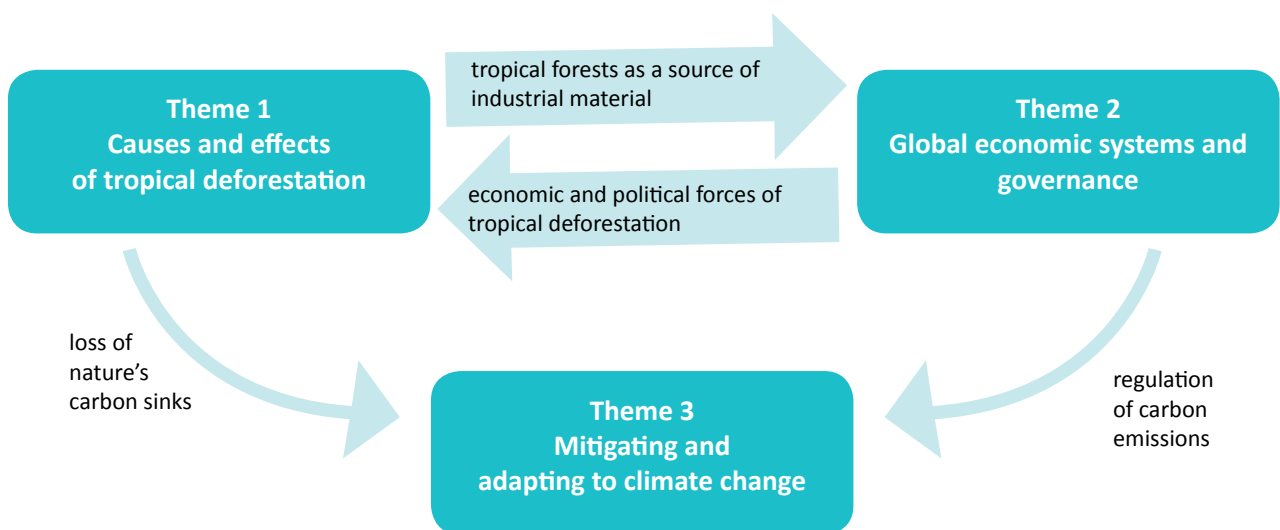 Theme 1
Causes and effects
of tropical deforestation
tropical forests as a source of
industrial material
economic and political forces of
tropical deforestation
Theme 2
Global economic systems and
governance
loss of
nature’s
carbon sinks
Theme 3
Mitigating and
adapting to climate change
regulation
of carbon
emissions